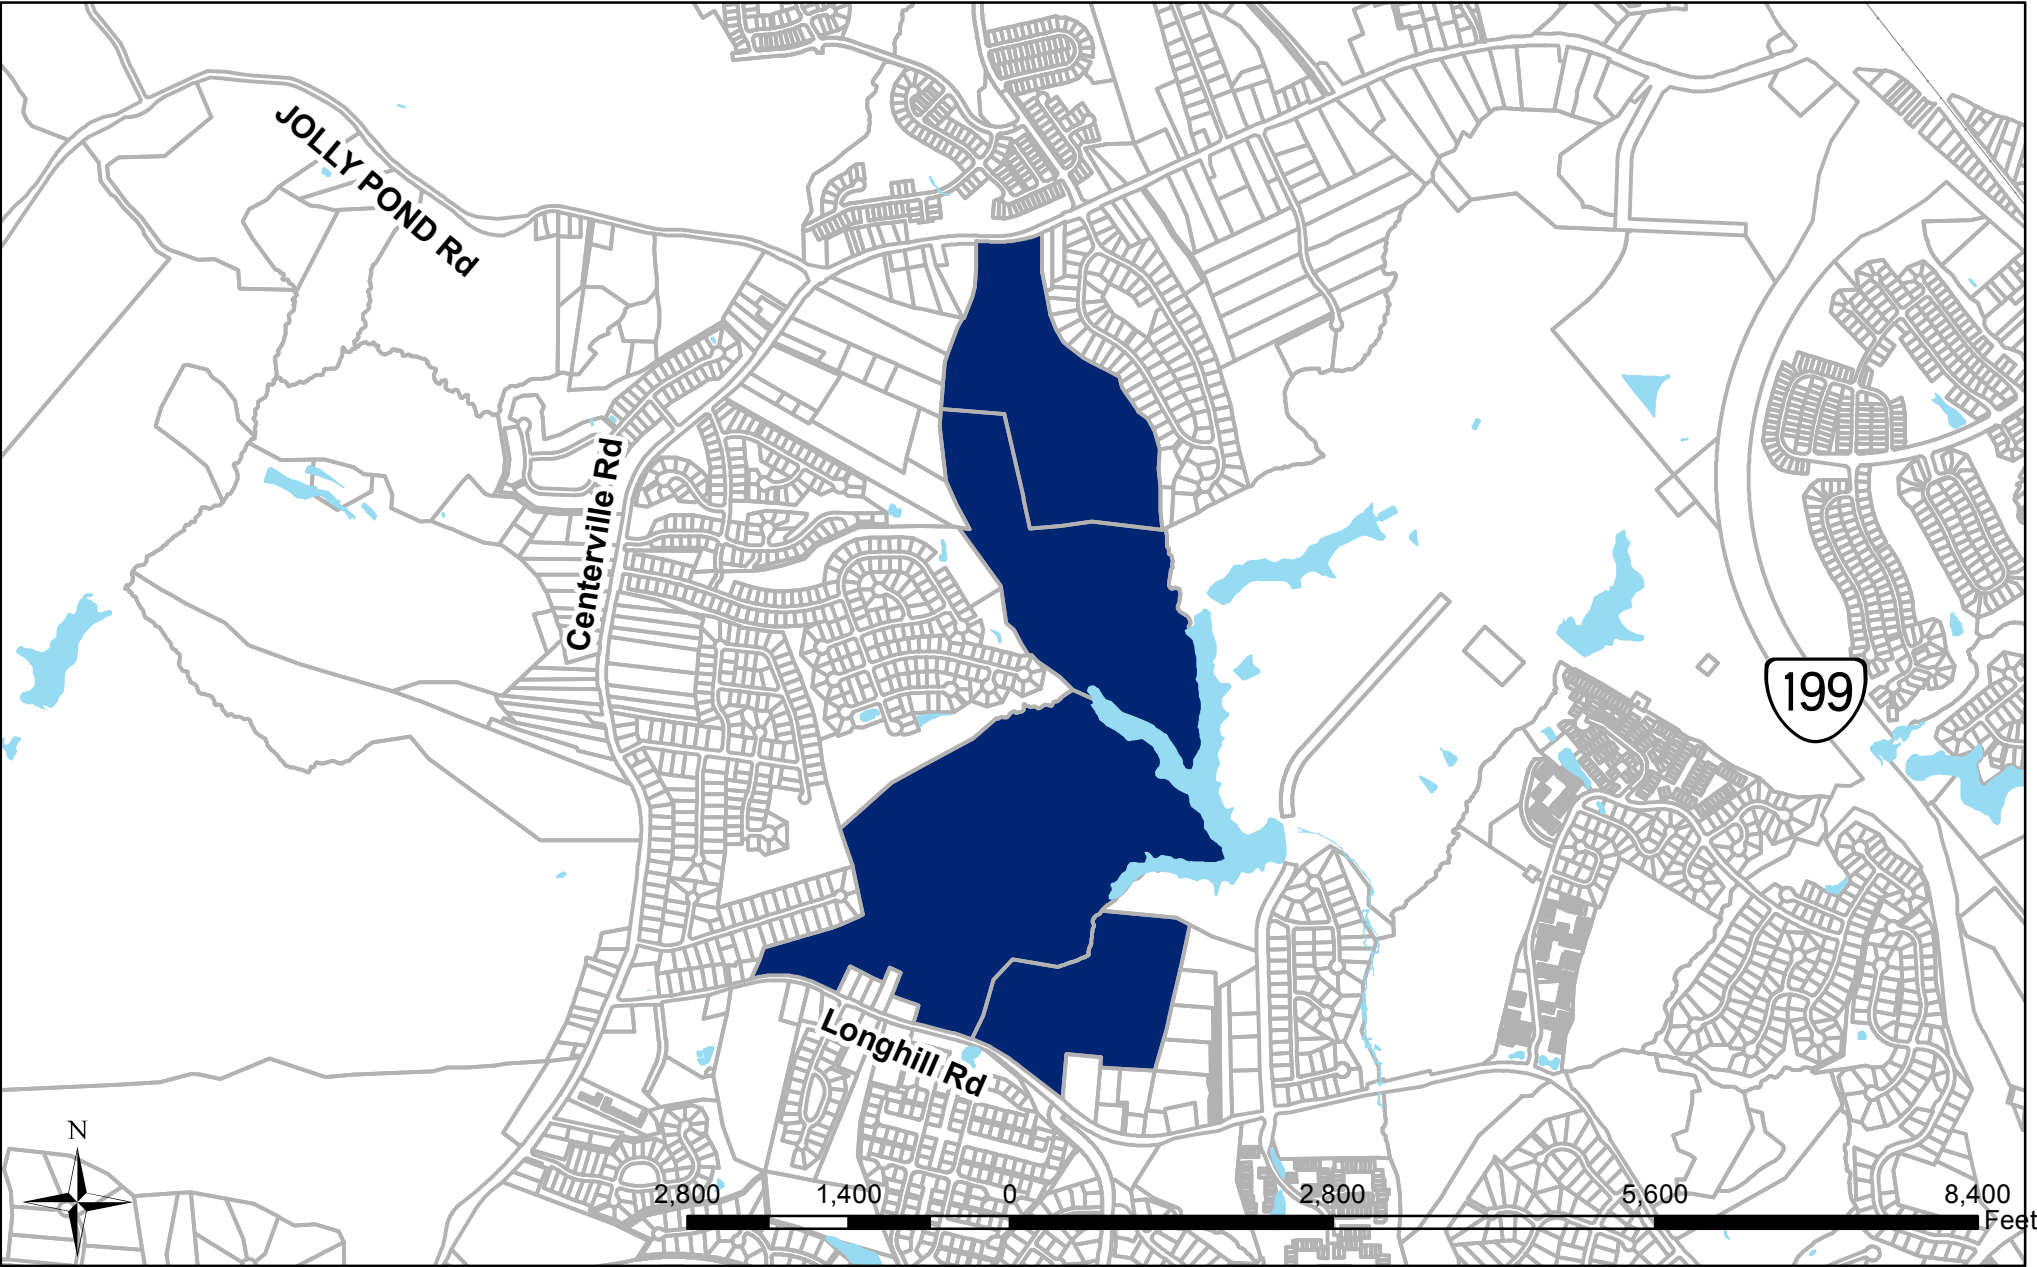 JOLLY POND Rd
Centerville Rd
199
Longhill Rd
N
2,800 1,400 0 2,800 5,600 8,400
Feet